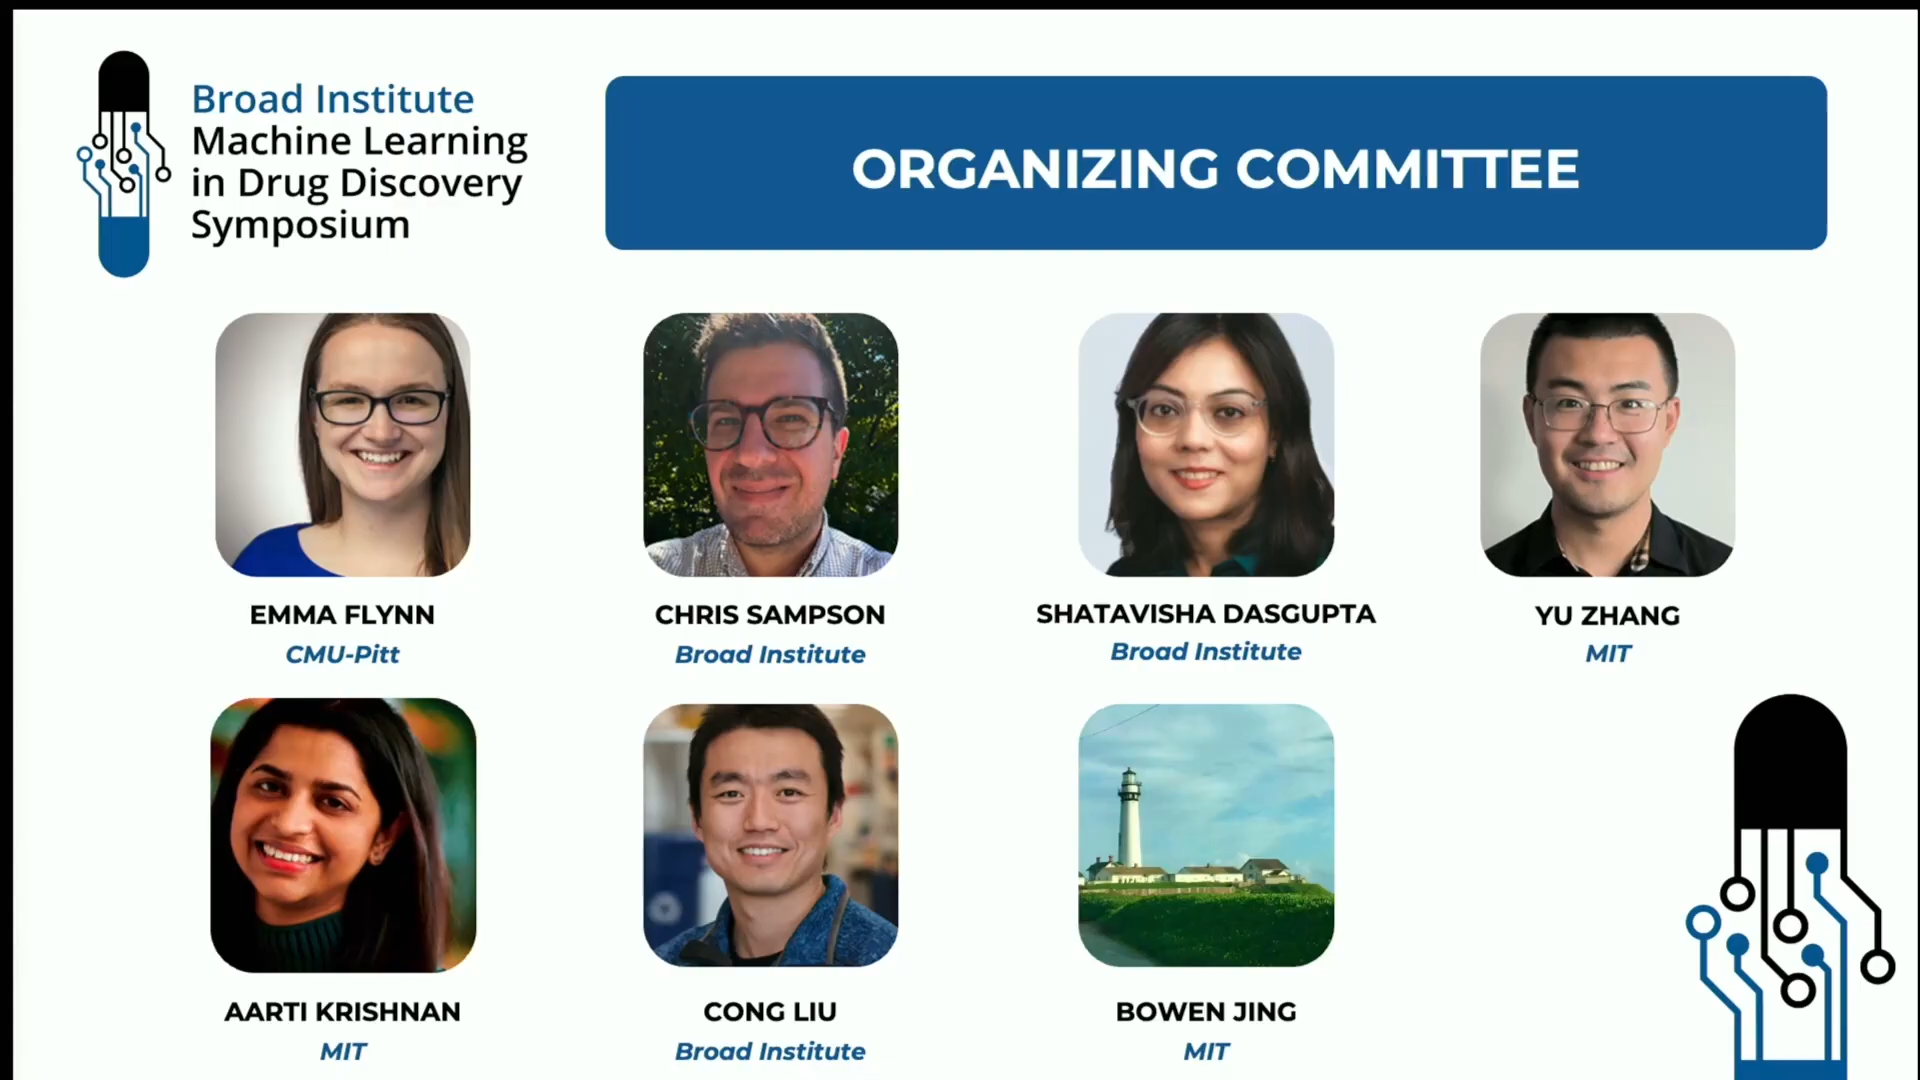 Broad Institute
Machine Learning
in Drug Discovery
Symposium
ORGANIZING COMMITTEE
EMMA FLYNN
CMU-Pitt
CHRIS SAMPSON
Broad Institute
SHATAVISHA DASGUPTA
Broad Institute
YU ZHANG
MIT
AARTI KRISHNAN
MIT
CONG LIU
Broad Institute
BOWEN JING
MIT